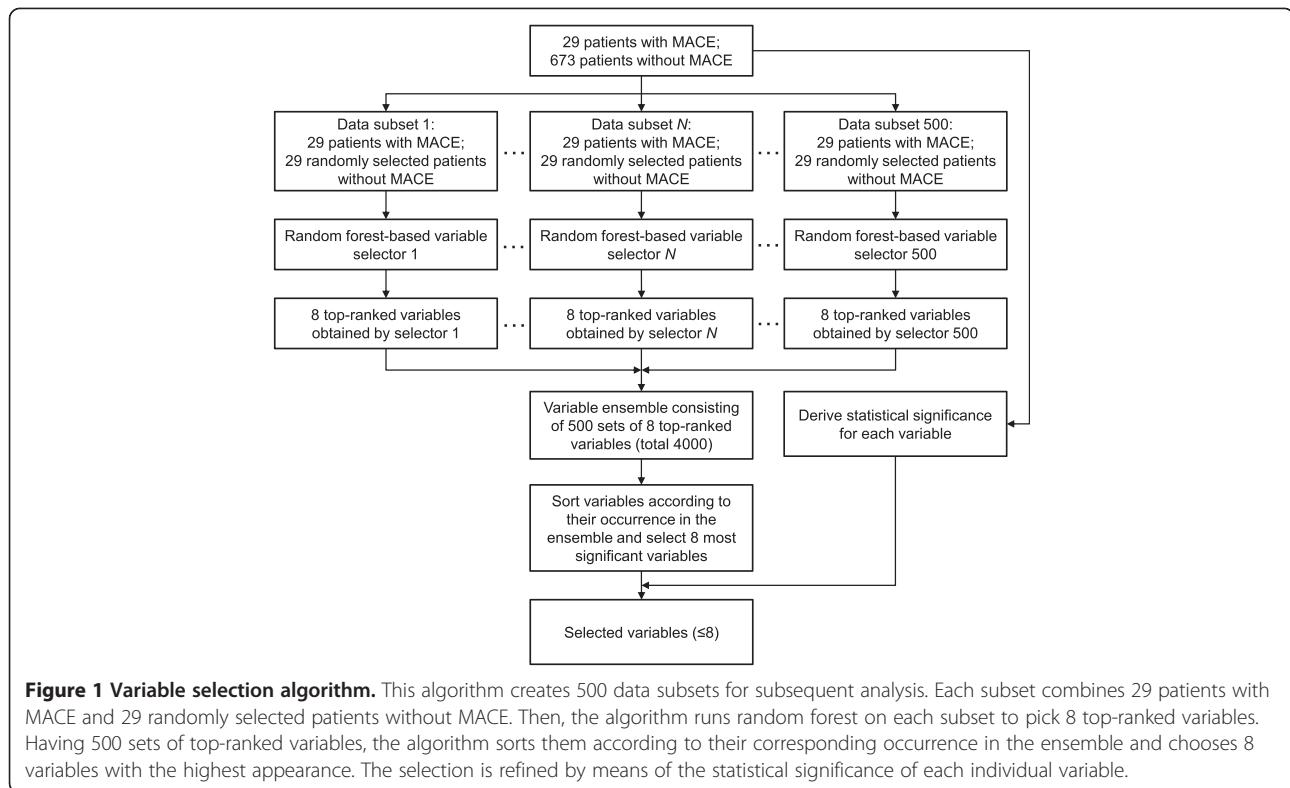 29 patients with MACE;
673 patients without MACE
Data subset 1:
29 patients with MACE;
29 randomly selected patients
without MACE
...
Data subset N:
29 patients with MACE;
29 randomly selected patients
without MACE
...
Data subset 500:
29 patients with MACE;
29 randomly selected patients
without MACE
Random forest-based variable
selector 1
...
Random forest-based variable
selector N
...
Random forest-based variable
selector 500
8 top-ranked variables
obtained by selector 1
...
8 top-ranked variables
obtained by selector N
...
8 top-ranked variables
obtained by selector 500
Variable ensemble consisting
of 500 sets of 8 top-ranked
variables (total 4000)
Derive statistical significance
for each variable
Sort variables according to
their occurrence in the
ensemble and select 8 most
significant variables
Selected variables (≤8)
Figure 1 Variable selection algorithm. This algorithm creates 500 data subsets for subsequent analysis. Each subset combines 29 patients with
MACE and 29 randomly selected patients without MACE. Then, the algorithm runs random forest on each subset to pick 8 top-ranked variables.
Having 500 sets of top-ranked variables, the algorithm sorts them according to their corresponding occurrence in the ensemble and chooses 8
variables with the highest appearance. The selection is refined by means of the statistical significance of each individual variable.